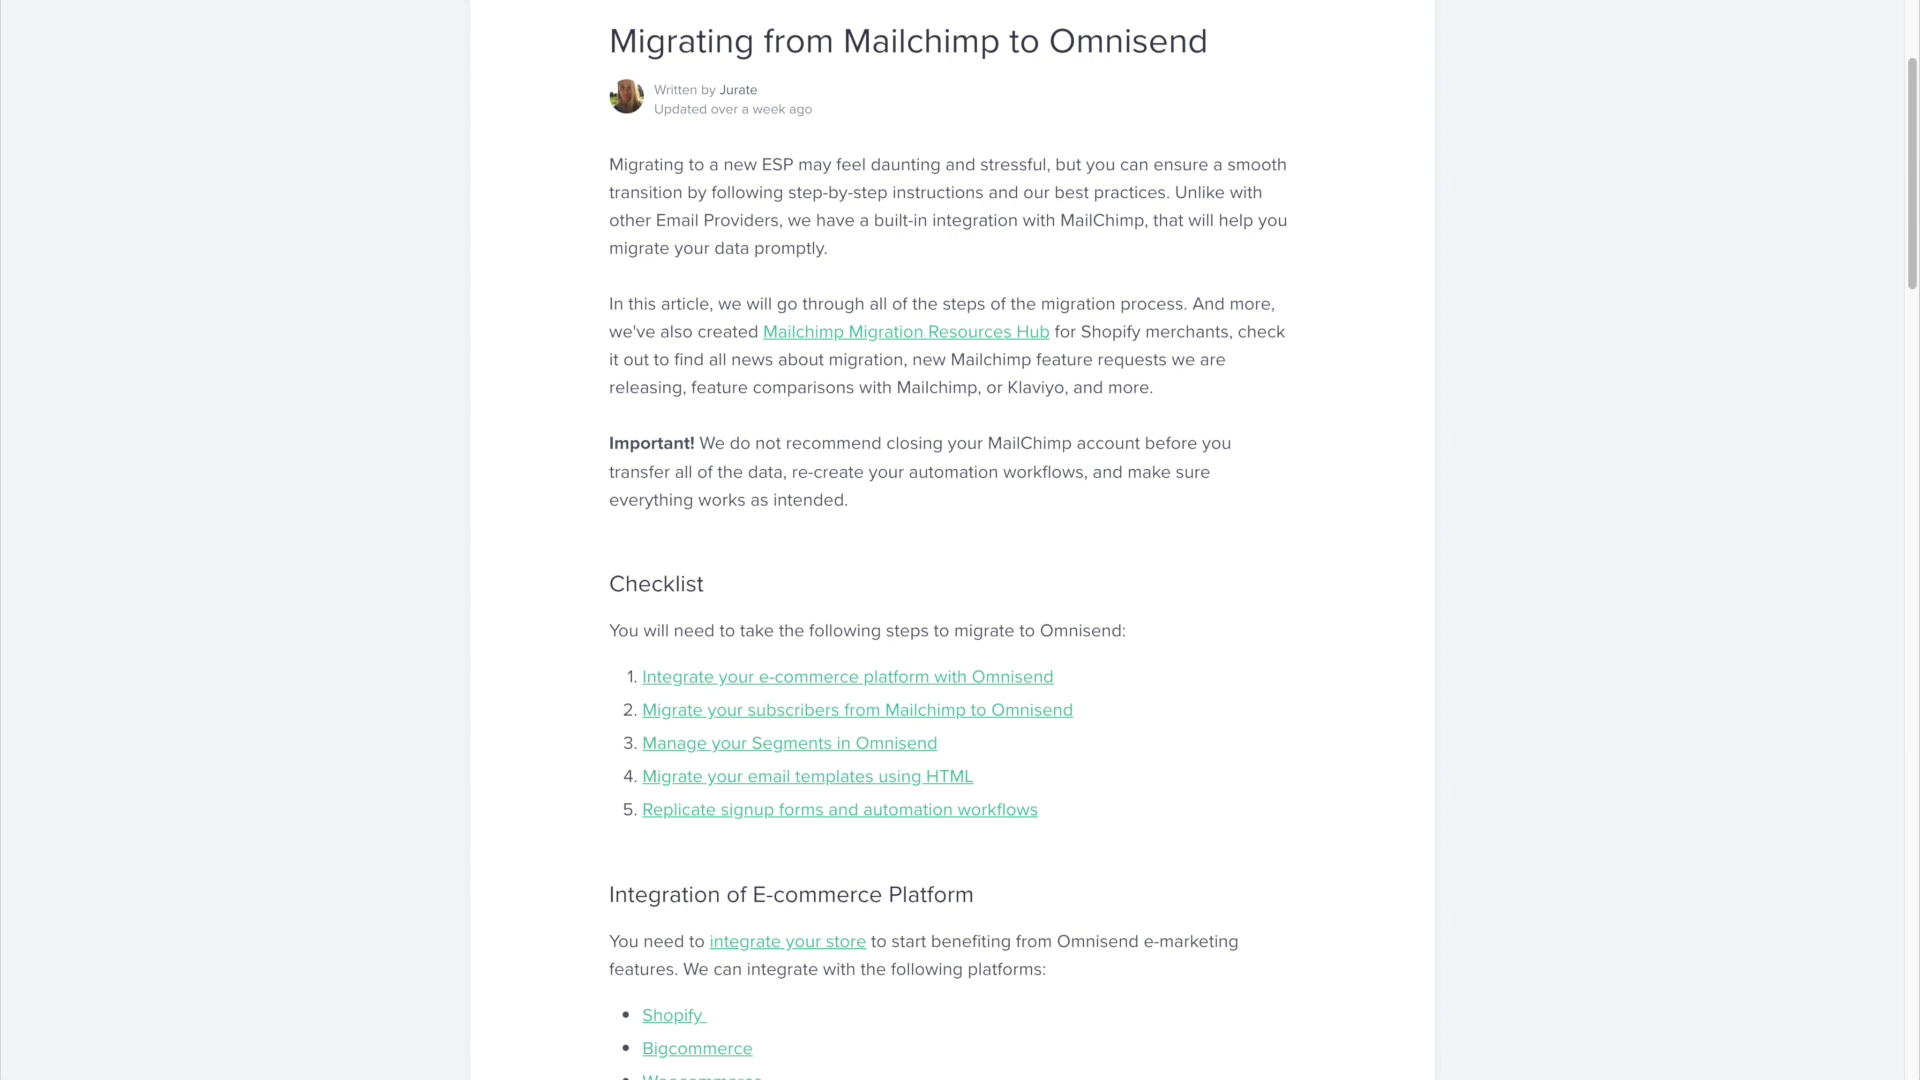 Migrating from Mailchimp to Omnisend
Written by Jurate
Updated over a week ago
Migrating to a new ESP may feel daunting and stressful, but you can ensure a smooth
transition by following step-by-step instructions and our best practices. Unlike with
other Email Providers, we have a built-in integration with MailChimp, that will help you
migrate your data promptly.
In this article, we will go through all of the steps of the migration process. And more,
we've also created Mailchimp Migration Resources Hub for Shopify merchants, check
it out to find all news about migration, new Mailchimp feature requests we are
releasing, feature comparisons with Mailchimp, or Klaviyo, and more.
Important! We do not recommend closing your MailChimp account before you
transfer all of the data, re-create your automation workflows, and make sure
everything works as intended.
Checklist
You will need to take the following steps to migrate to Omnisend:
1. Integrate your e-commerce platform with Omnisend
2. Migrate your subscribers from Mailchimp to Omnisend
3. Manage your Segments in Omnisend
4. Migrate your email templates using HTML
5. Replicate signup forms and automation workflows
Integration of E-commerce Platform
You need to integrate your store to start benefiting from Omnisend e-marketing
features. We can integrate with the following platforms:
• Shopify
• Bigcommerce